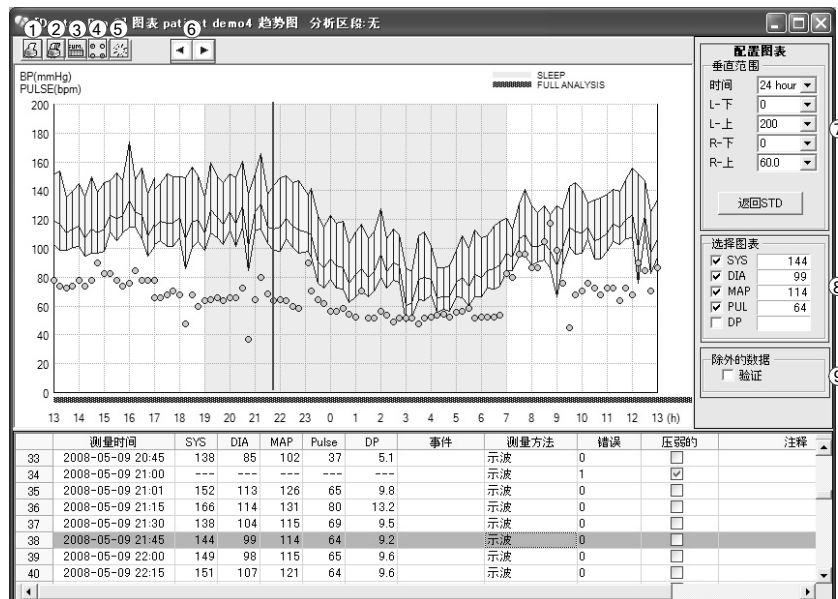 图表 patient demo4 趋势图 分析区段:无
① ② ③ ④ ⑤ ⑥
SUM
BP(mmHg)
PULSE(bpm)
SLEEP
FULL ANALYSIS
200
180
160
140
120
100
80
60
40
20
0
13 14 15 16 17 18 19 20 21 22 23 0 1 2 3 4 5 6 7 8 9 10 11 12 13 (h)
配置图表
垂直范围
时间 24 hour
L-下 0
L-上 200
R-下 0
R-上 60.0
⑦
返回STD
选择图表
SYS 144
DIA 99
MAP 114
PUL 64
DP
⑧
除外的数据
验证
⑨
测量时间 SYS DIA MAP Pulse DP 事件 测量方法 错误 压弱的 注释
33 2008-05-09 20:45 138 85 102 37 5.1 示波 0
34 2008-05-09 21:00 --- --- --- --- --- 示波 1
35 2008-05-09 21:01 152 113 126 65 9.8 示波 0
36 2008-05-09 21:15 166 114 131 80 13.2 示波 0
37 2008-05-09 21:30 138 104 115 69 9.5 示波 0
38 2008-05-09 21:45 144 99 114 64 9.2 示波 0
39 2008-05-09 22:00 149 98 115 65 9.6 示波 0
40 2008-05-09 22:15 151 107 121 64 9.6 示波 0